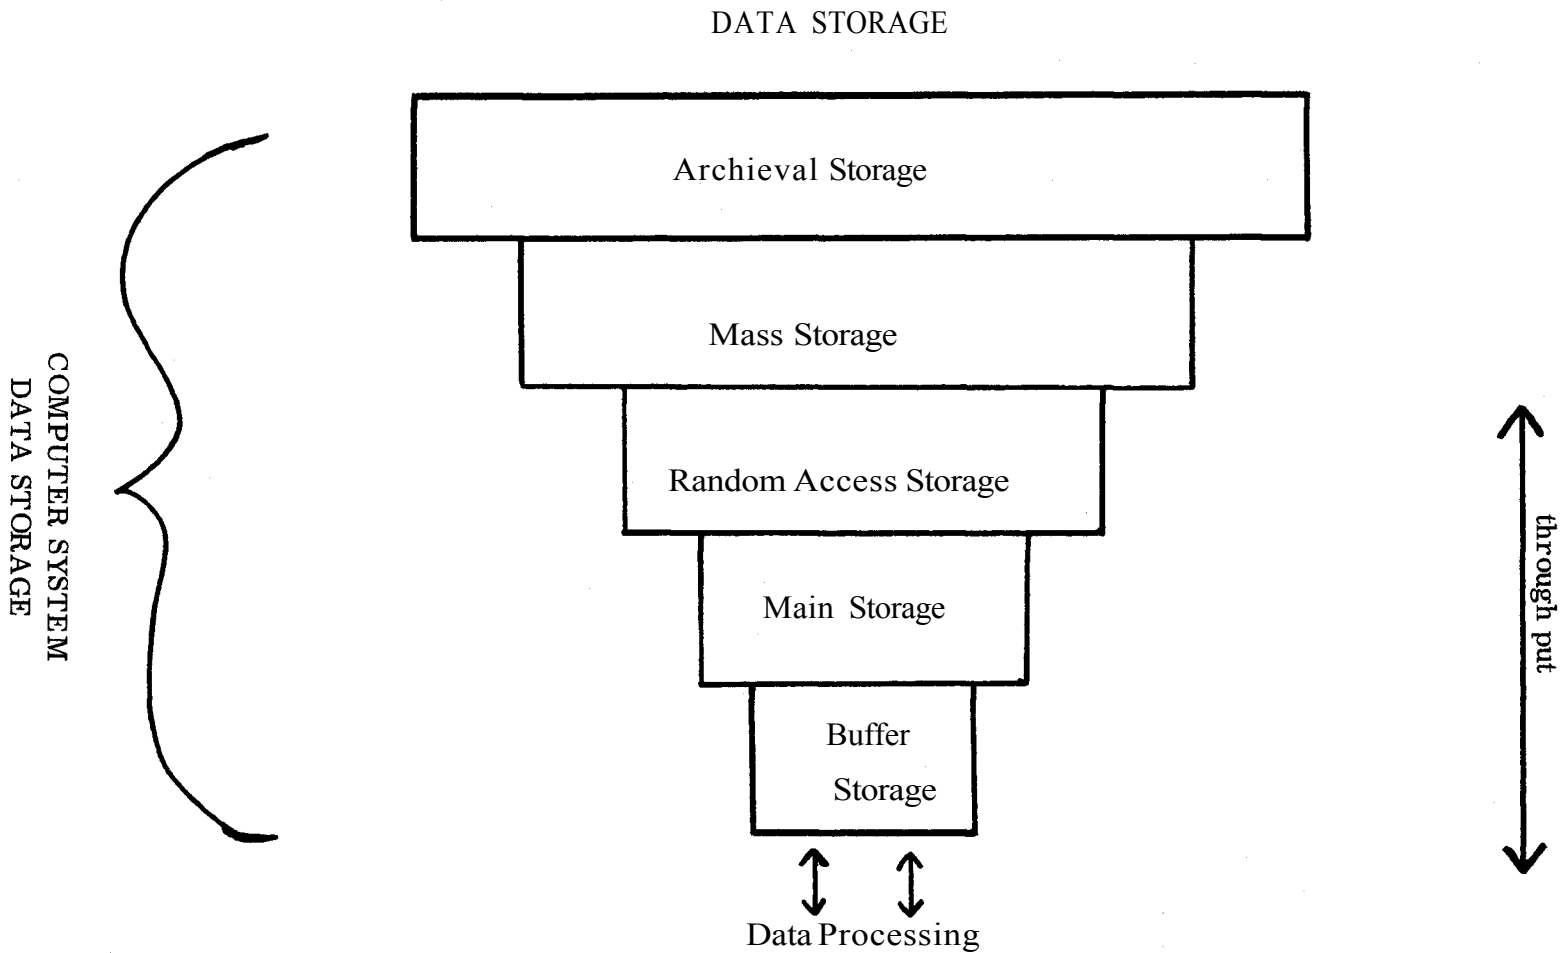 DATA STORAGE
Archieval Storage
Mass Storage
Random Access Storage
Main Storage
Buffer
Storage
Data Processing
COMPUTER SYSTEM
DATA STORAGE
through put